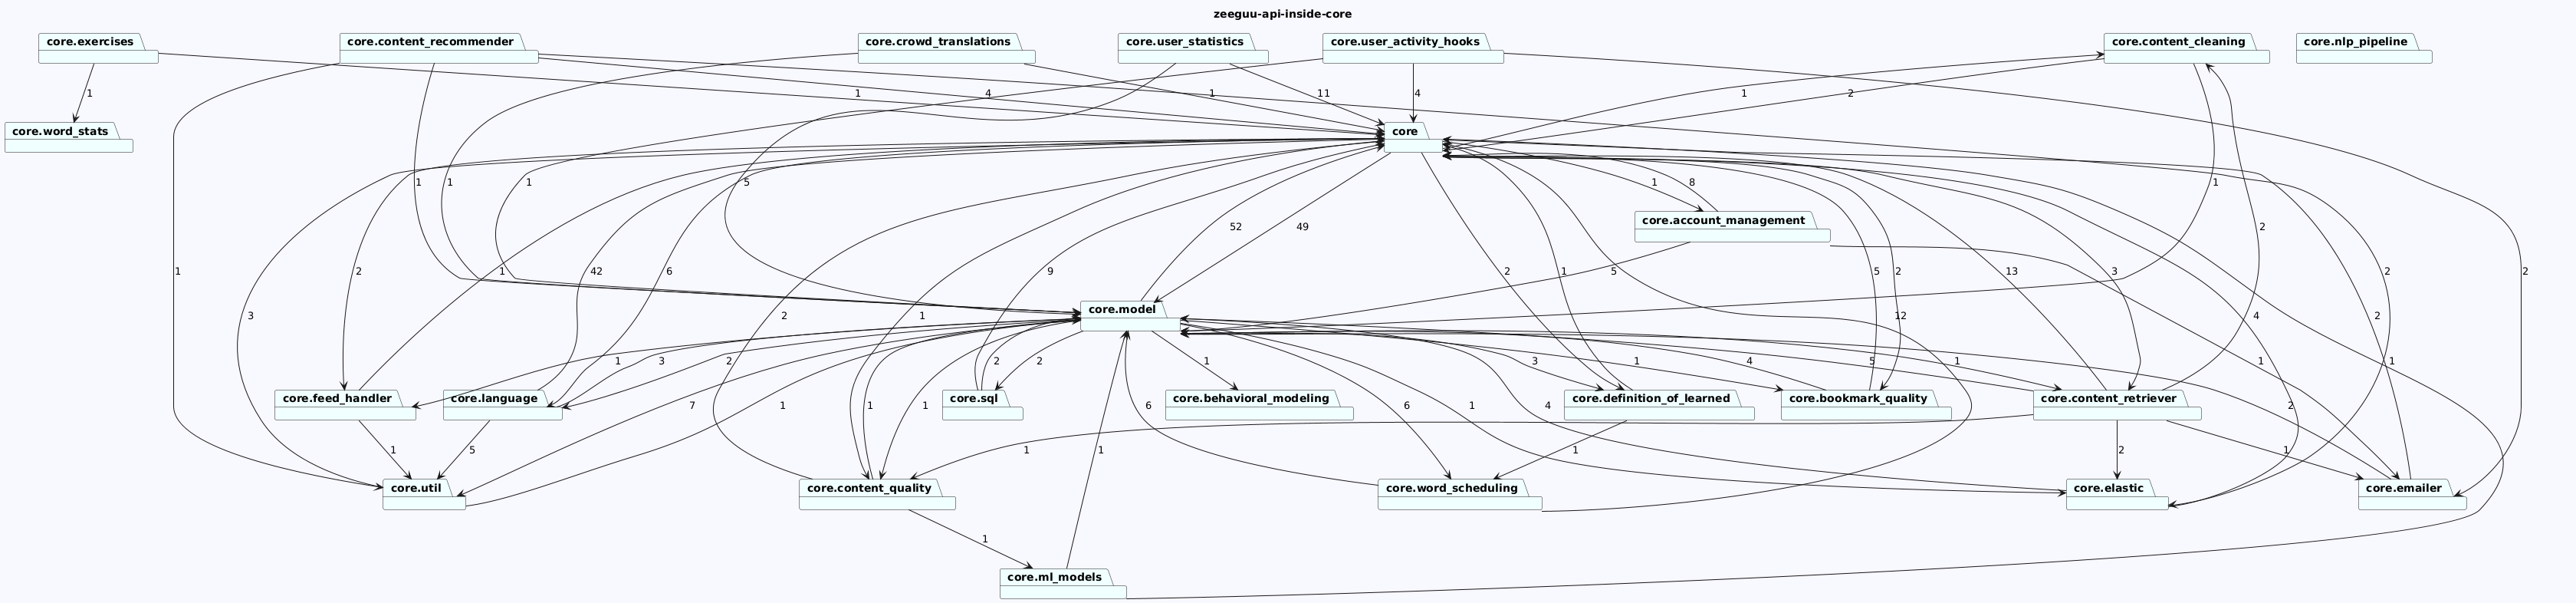 zeeguu-api-inside-core
core.exercises
core.content_recommender
core.crowd_translations
core.user_statistics
core.user_activity_hooks
core.content_cleaning
core.nlp_pipeline
1
1
4
1
11
4
1
2
core.word_stats
core
1
1
1
5
1
8
1
core.account_management
52
49
2
1
2
1
42
6
9
2
1
5
5
2
13
3
2
2
core.model
3
2
1
12
4
2
1
3
2
1
2
1
3
1
4
5
1
1
1
core.feed_handler
core.language
core.sql
core.behavioral_modeling
core.definition_of_learned
core.bookmark_quality
core.content_retriever
7
1
1
1
6
6
1
4
2
1
5
1
1
1
2
1
core.util
core.content_quality
core.word_scheduling
core.elastic
core.emailer
1
core.ml_models